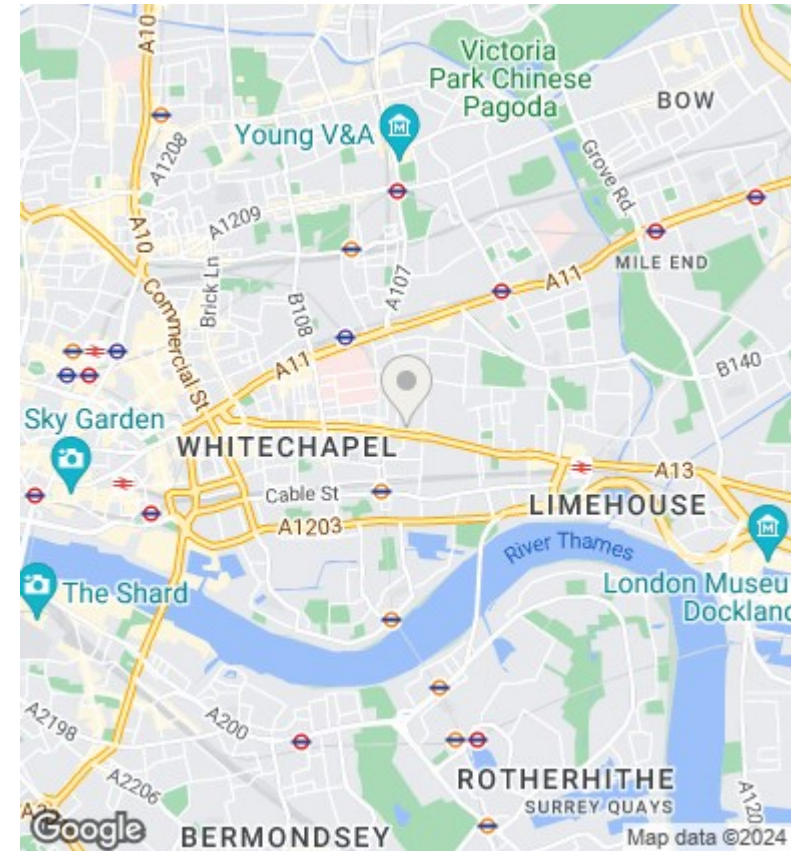 A10
Victoria
Park Chinese
Pagoda
BOW
Young V&A
A1208
Grove Rd.
A10
A1209
MILE END
Brick Ln
A107
A11
Commercial St
B108
B140
A11
Sky Garden
WHITECHAPEL
A13
Cable St
LIMEHOUSE
A1203
River Thames
The Shard
London Museu
Dockland
A200
A2198
ROTHERHITHE
A2206
SURREY QUAYS
A120
A2
Google
BERMONDSEY
Map data ©2024